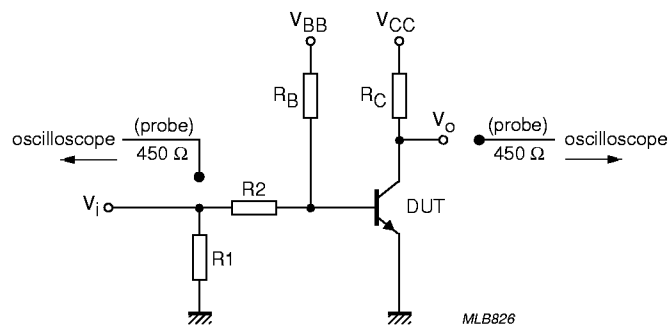 VBB
VCC
RB
RC
(probe)
oscilloscope
450 Ω
Vo
(probe)
oscilloscope
450 Ω
R2
Vi
DUT
R1
MLB826